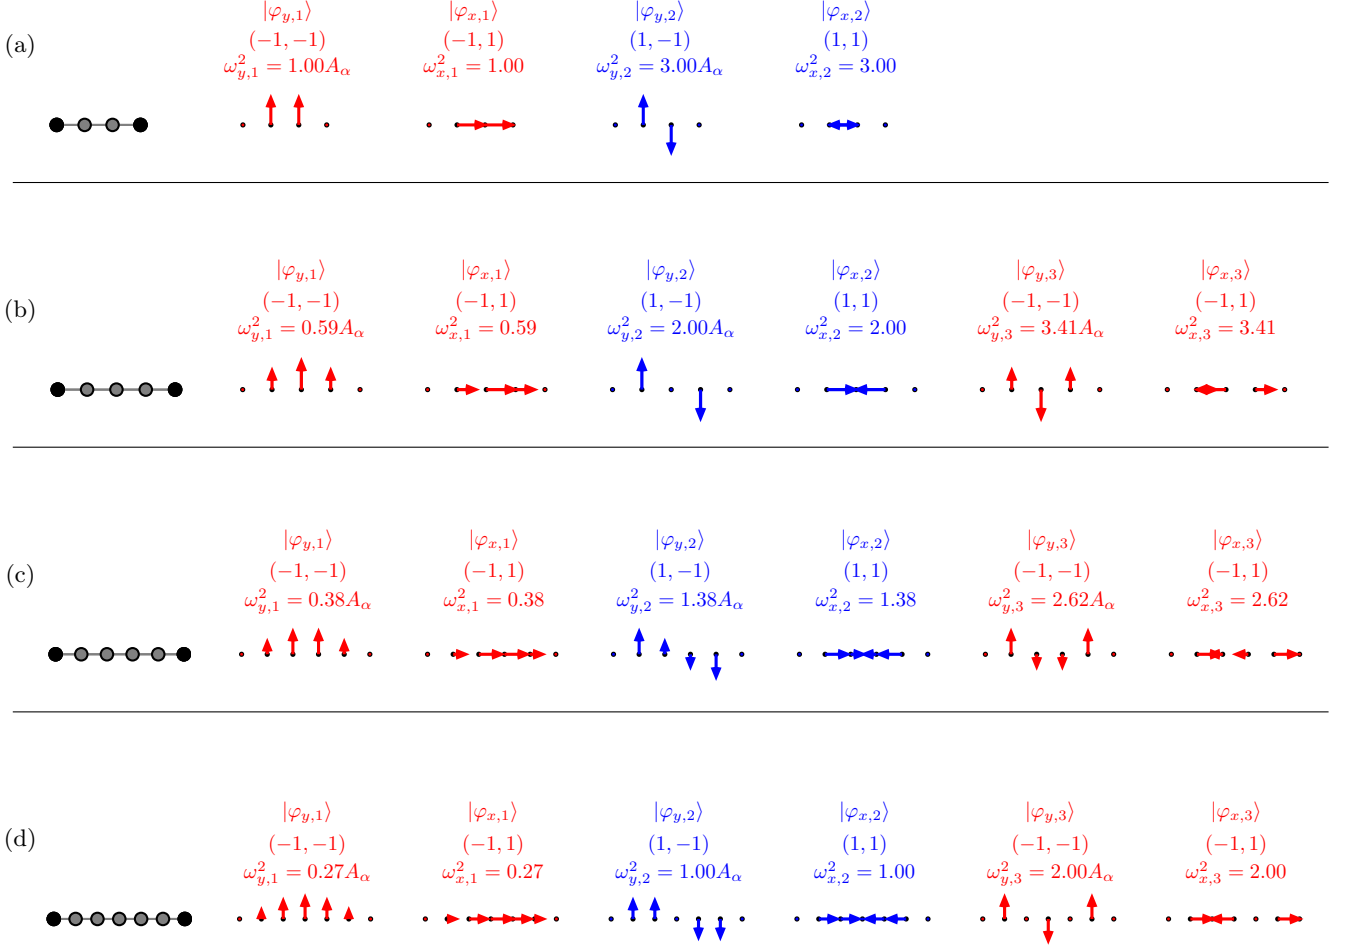 |φ_{y,1}⟩ |φ_{x,1}⟩ |φ_{y,2}⟩ |φ_{x,2}⟩
(a) (−1, −1) (−1, 1) (1, −1) (1, 1)
ω²_{y,1} = 1.00A_α ω²_{x,1} = 1.00 ω²_{y,2} = 3.00A_α ω²_{x,2} = 3.00
|φ_{y,1}⟩ |φ_{x,1}⟩ |φ_{y,2}⟩ |φ_{x,2}⟩ |φ_{y,3}⟩ |φ_{x,3}⟩
(b) (−1, −1) (−1, 1) (1, −1) (1, 1) (−1, −1) (−1, 1)
ω²_{y,1} = 0.59A_α ω²_{x,1} = 0.59 ω²_{y,2} = 2.00A_α ω²_{x,2} = 2.00 ω²_{y,3} = 3.41A_α ω²_{x,3} = 3.41
|φ_{y,1}⟩ |φ_{x,1}⟩ |φ_{y,2}⟩ |φ_{x,2}⟩ |φ_{y,3}⟩ |φ_{x,3}⟩
(c) (−1, −1) (−1, 1) (1, −1) (1, 1) (−1, −1) (−1, 1)
ω²_{y,1} = 0.38A_α ω²_{x,1} = 0.38 ω²_{y,2} = 1.38A_α ω²_{x,2} = 1.38 ω²_{y,3} = 2.62A_α ω²_{x,3} = 2.62
|φ_{y,1}⟩ |φ_{x,1}⟩ |φ_{y,2}⟩ |φ_{x,2}⟩ |φ_{y,3}⟩ |φ_{x,3}⟩
(d) (−1, −1) (−1, 1) (1, −1) (1, 1) (−1, −1) (−1, 1)
ω²_{y,1} = 0.27A_α ω²_{x,1} = 0.27 ω²_{y,2} = 1.00A_α ω²_{x,2} = 1.00 ω²_{y,3} = 2.00A_α ω²_{x,3} = 2.00